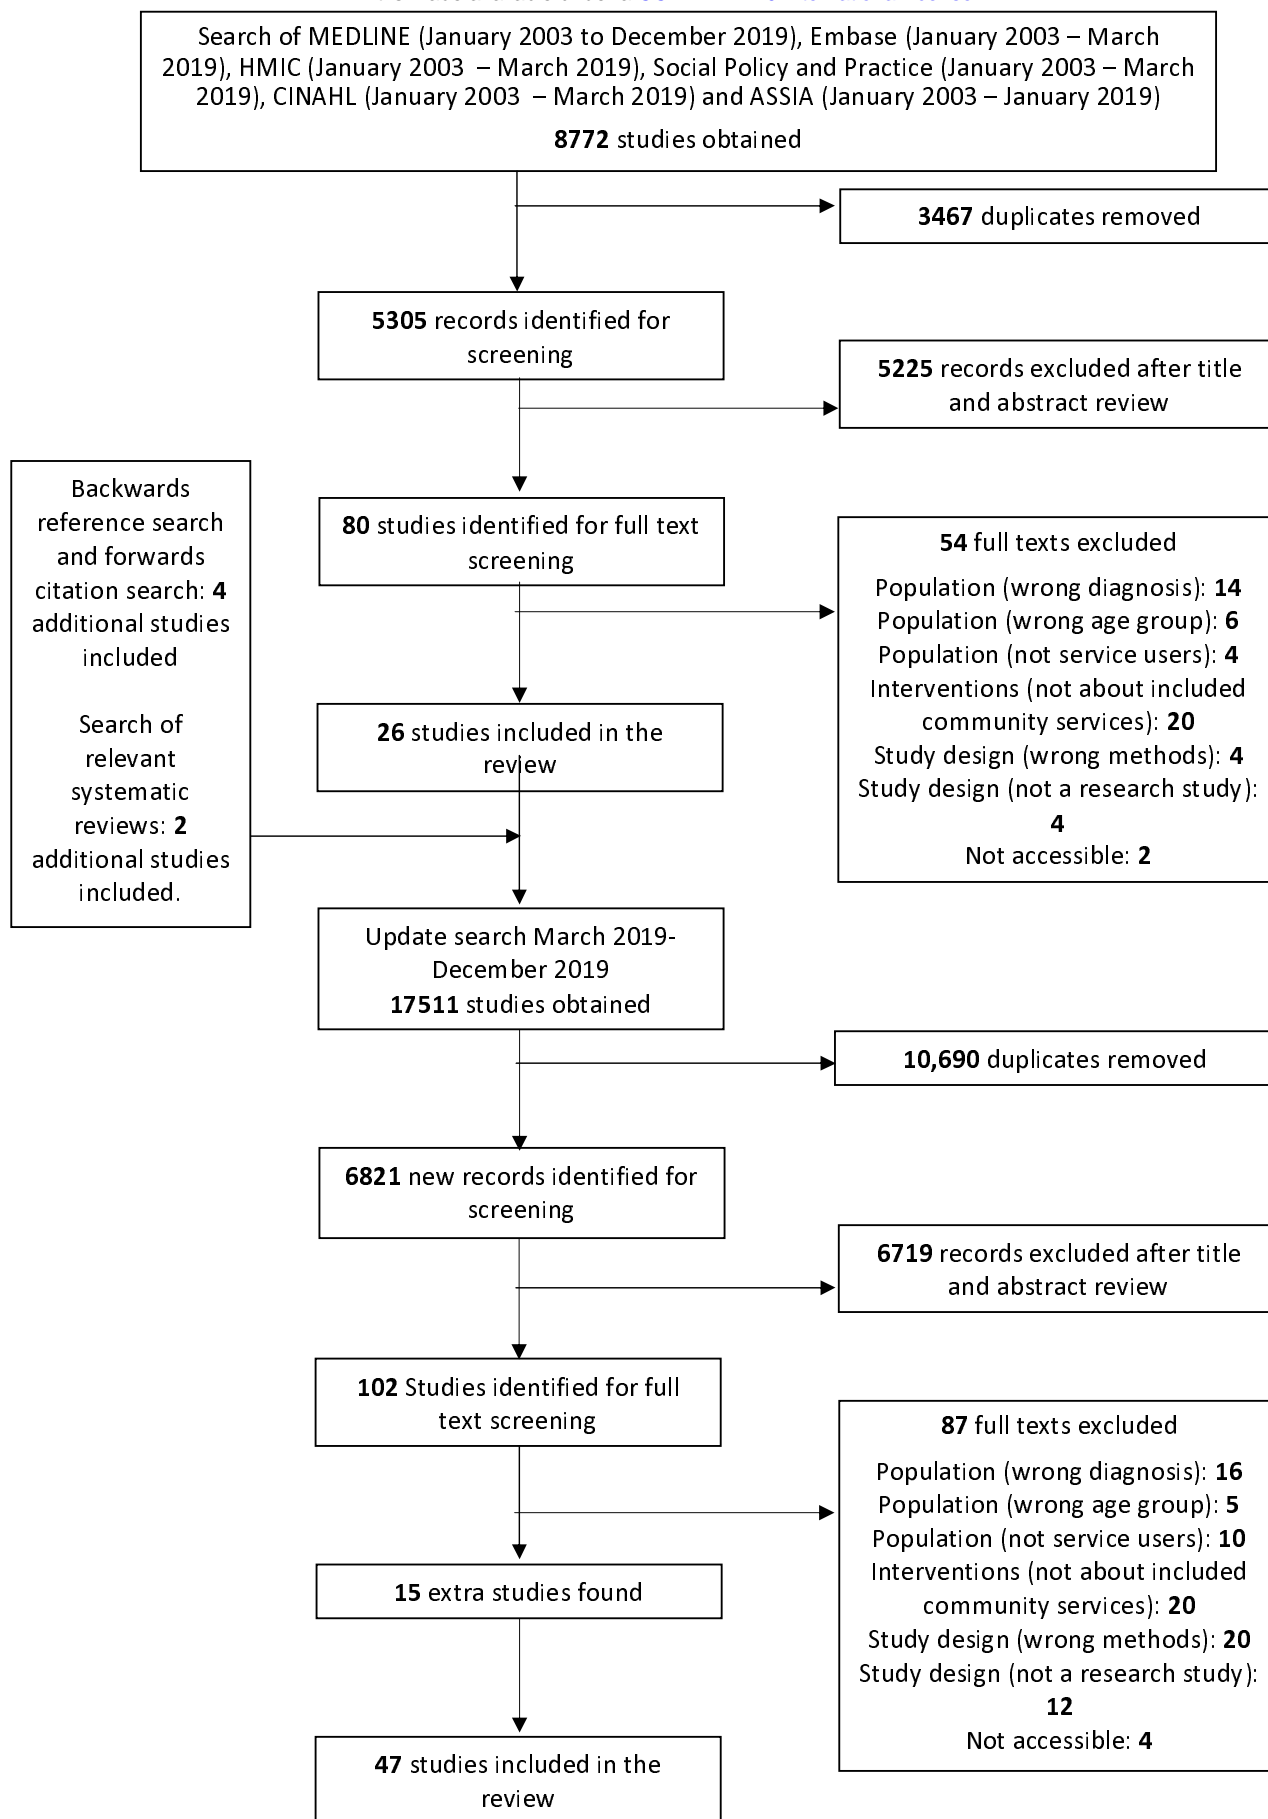 Search of MEDLINE (January 2003 to December 2019), Embase (January 2003 – March
2019), HMIC (January 2003 – March 2019), Social Policy and Practice (January 2003 – March
2019), CINAHL (January 2003 – March 2019) and ASSIA (January 2003 – January 2019)
8772 studies obtained
3467 duplicates removed
5305 records identified for
screening
5225 records excluded after title
and abstract review
80 studies identified for full text
screening
54 full texts excluded
Population (wrong diagnosis): 14
Population (wrong age group): 6
Population (not service users): 4
Interventions (not about included
community services): 20
Study design (wrong methods): 4
Study design (not a research study):
4
Not accessible: 2
Backwards
reference search
and forwards
citation search: 4
additional studies
included
Search of
relevant
systematic
reviews: 2
additional studies
included.
26 studies included in the
review
Update search March 2019-
December 2019
17511 studies obtained
10,690 duplicates removed
6821 new records identified for
screening
6719 records excluded after title
and abstract review
102 Studies identified for full
text screening
87 full texts excluded
Population (wrong diagnosis): 16
Population (wrong age group): 5
Population (not service users): 10
Interventions (not about included
community services): 20
Study design (wrong methods): 20
Study design (not a research study):
12
Not accessible: 4
15 extra studies found
47 studies included in the
review